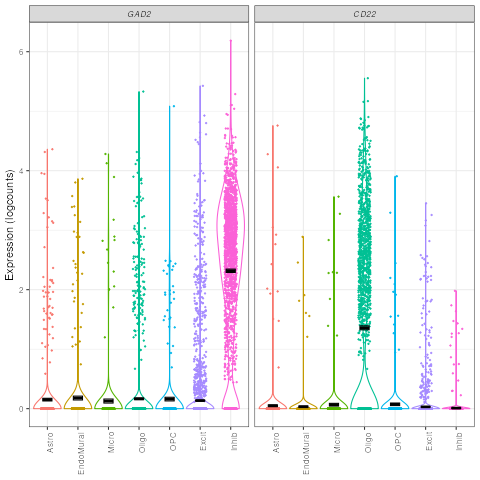 GAD2
CD22
Expression (logcounts)
6
4
2
0
Astro
EndoMural
Micro
Oligo
OPC
Excit
Inhib
Astro
EndoMural
Micro
Oligo
OPC
Excit
Inhib